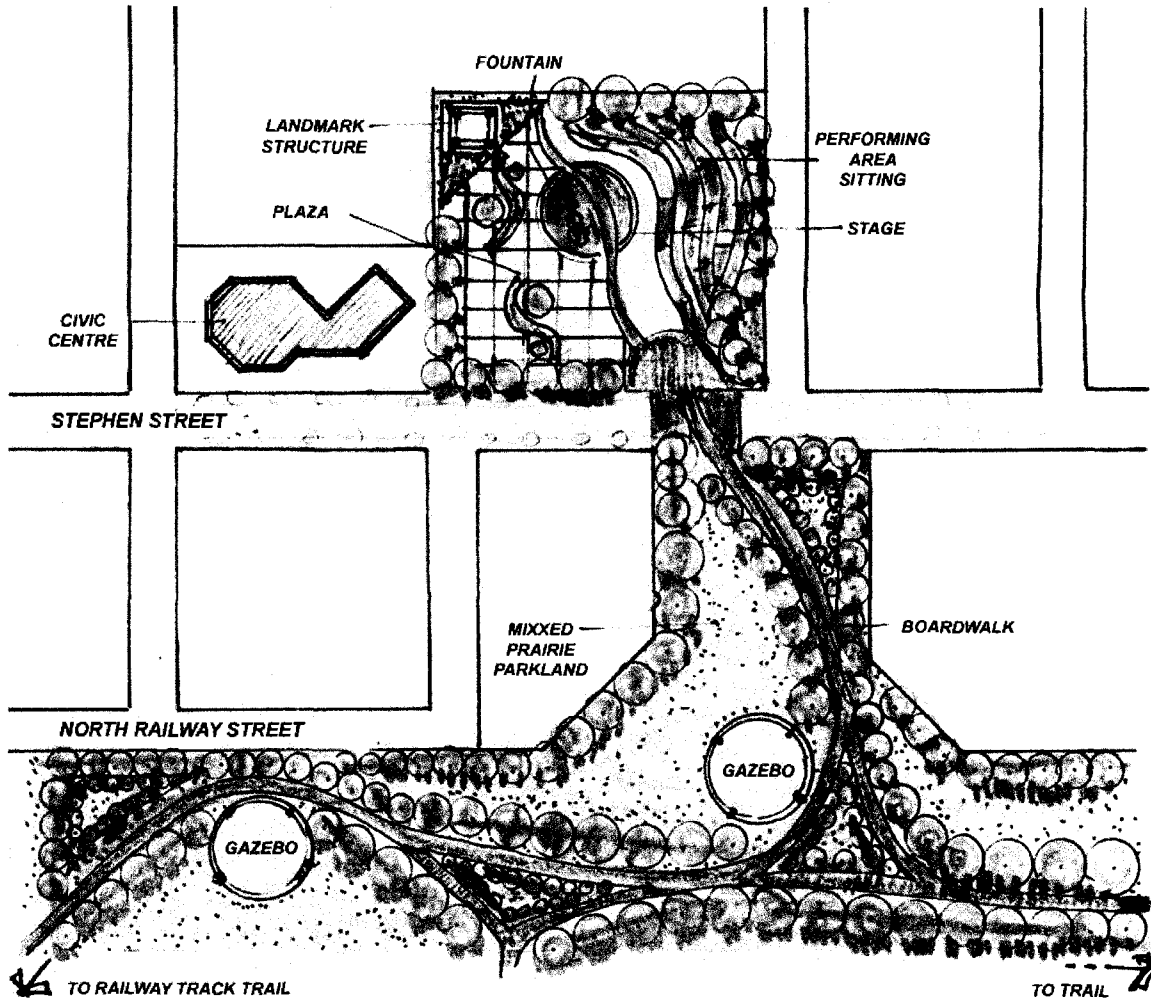 FOUNTAIN
LANDMARK
STRUCTURE
PERFORMING
AREA
SITTING
PLAZA
STAGE
CIVIC
CENTRE
STEPHEN STREET
MIXXED
PRAIRIE
PARKLAND
BOARDWALK
NORTH RAILWAY STREET
GAZEBO
GAZEBO
TO RAILWAY TRACK TRAIL
TO TRAIL